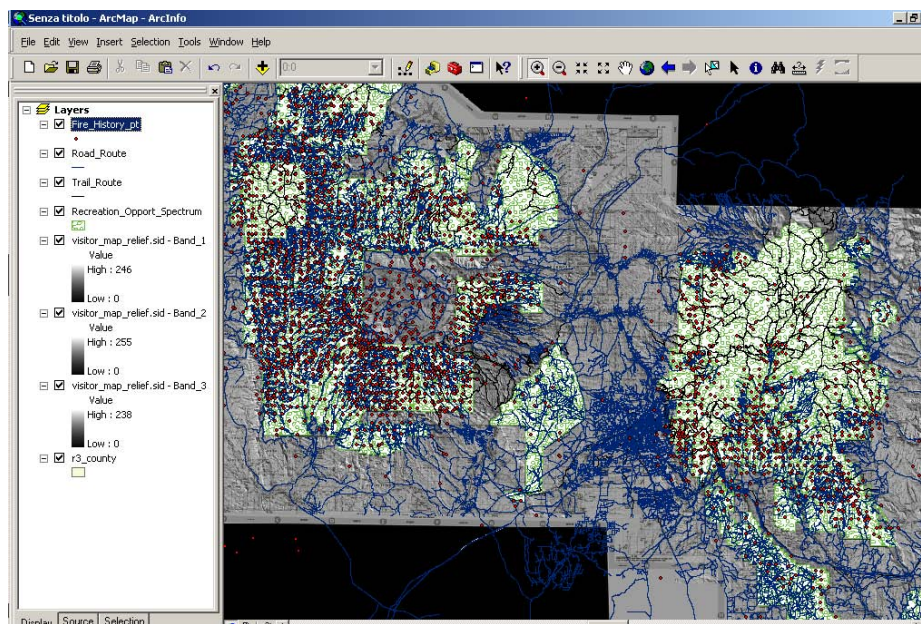 Senza titolo - ArcMap - ArcInfo
File Edit View Insert Selection Tools Window Help
0:0
Layers
Fire_History_pt
Road_Route
Trail_Route
Recreation_Opport_Spectrum
visitor_map_relief.sid - Band_1
Value
High : 246
Low : 0
visitor_map_relief.sid - Band_2
Value
High : 255
Low : 0
visitor_map_relief.sid - Band_3
Value
High : 238
Low : 0
r3_county
Display Source Selection